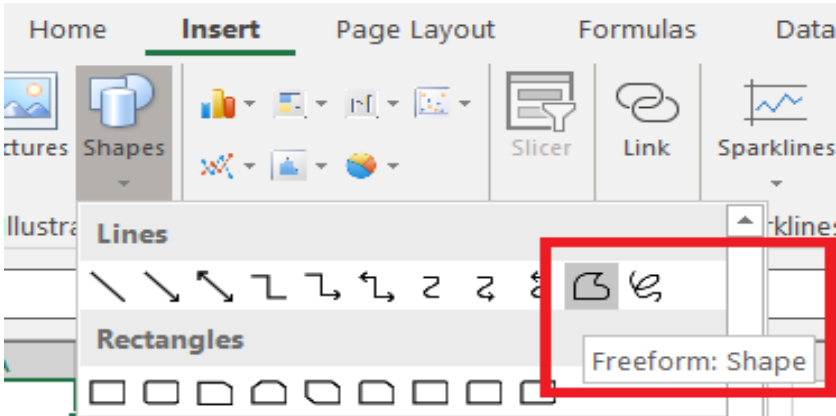 Home Insert Page Layout Formulas Data
ctures Shapes Slicer Link Sparklines
Illustra rklines
Lines
Rectangles
Freeform: Shape
A